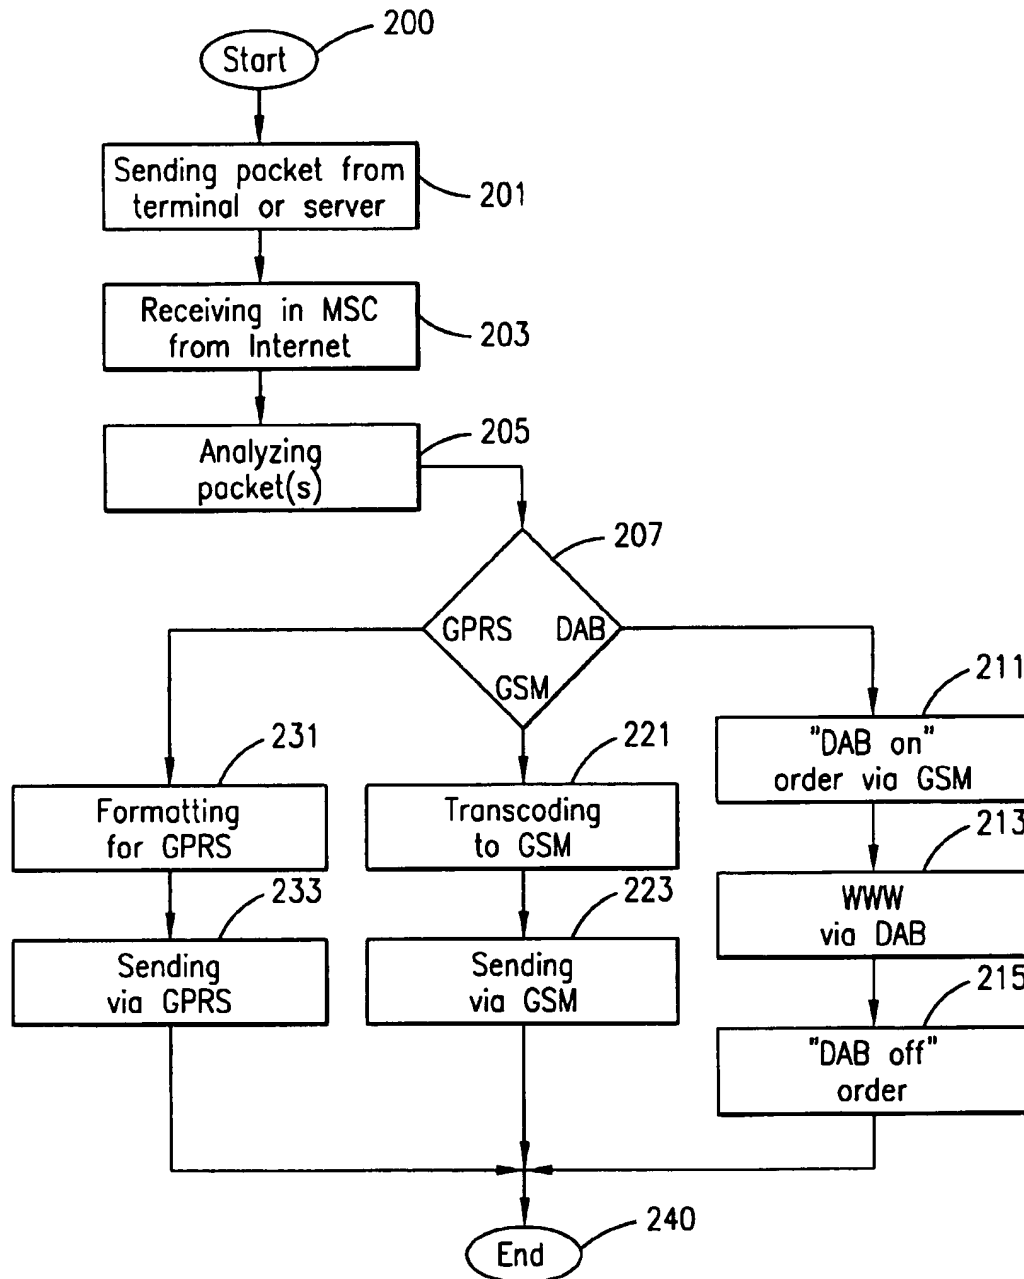 Start
200
Sending packet from
terminal or server
201
Receiving in MSC
from Internet
203
Analyzing
packet(s)
205
207
GPRS DAB
GSM
211
"DAB on"
order via GSM
231
Formatting
for GPRS
221
Transcoding
to GSM
213
WWW
via DAB
233
Sending
via GPRS
223
Sending
via GSM
215
"DAB off"
order
240
End